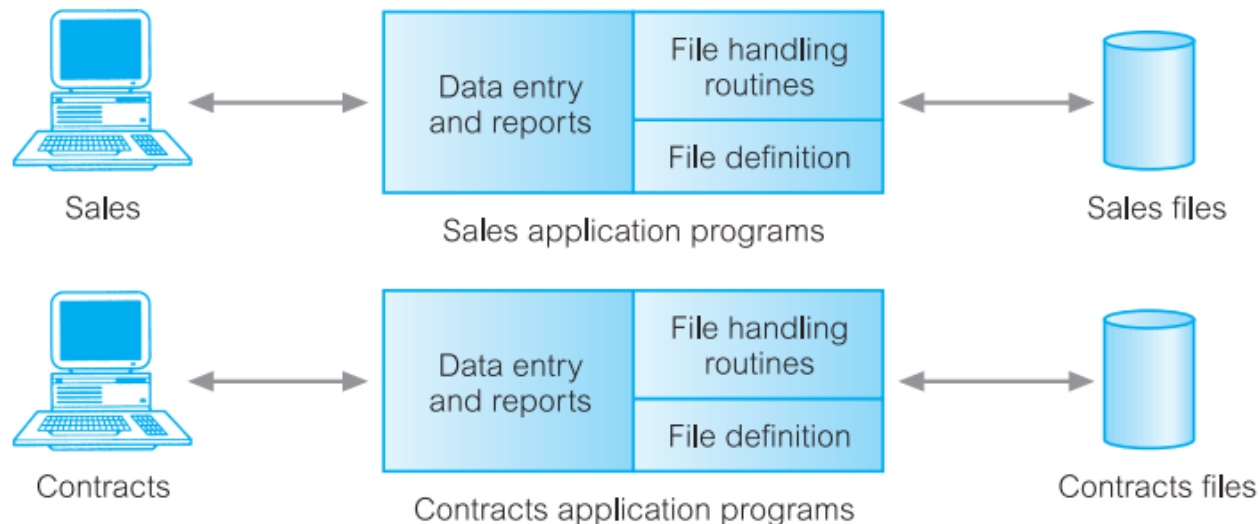 Data entry
and reports
File handling
routines
File definition
Sales
Sales application programs
Sales files
Data entry
and reports
File handling
routines
File definition
Contracts
Contracts application programs
Contracts files